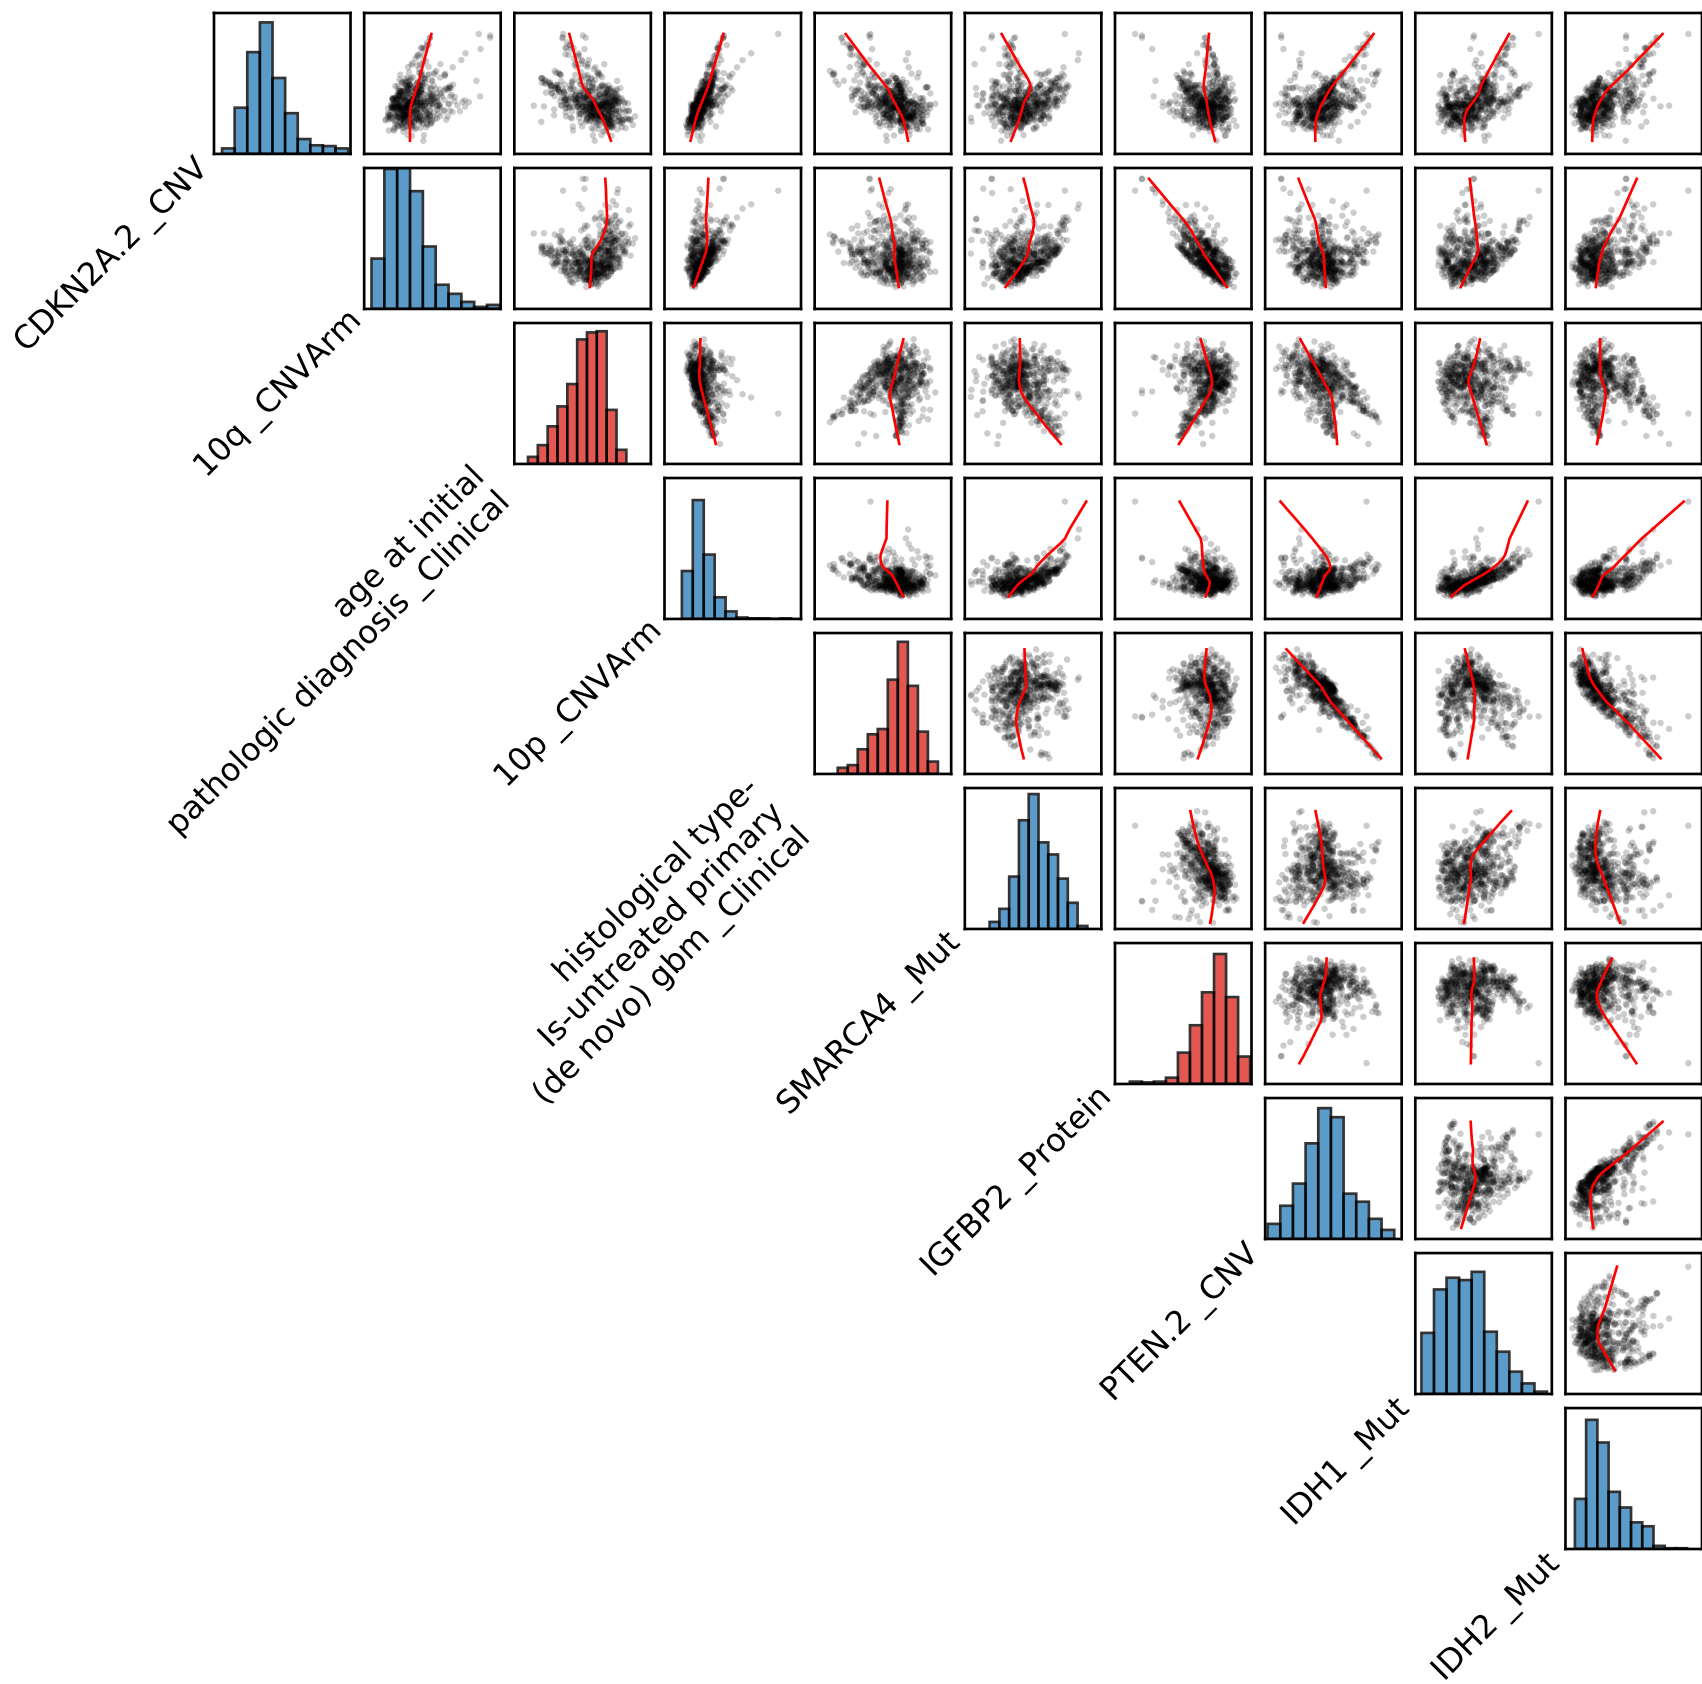 CDKN2A.2 _CNV
10q _CNVArm
age at initial
pathologic diagnosis _Clinical
10p _CNVArm
histological type-
Is-untreated primary
(de novo) gbm _Clinical
SMARCA4 _Mut
IGFBP2 _Protein
PTEN.2 _CNV
IDH1 _Mut
IDH2 _Mut